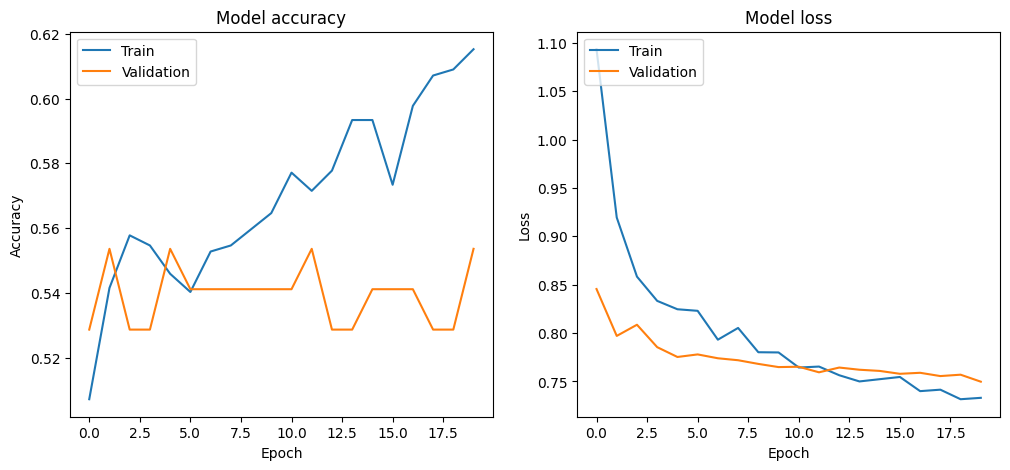 Model accuracy
Train
Validation
0.62
0.60
0.58
0.56
0.54
0.52
Accuracy
0.0 2.5 5.0 7.5 10.0 12.5 15.0 17.5
Epoch
Model loss
Train
Validation
1.10
1.05
1.00
0.95
0.90
0.85
0.80
0.75
Loss
0.0 2.5 5.0 7.5 10.0 12.5 15.0 17.5
Epoch